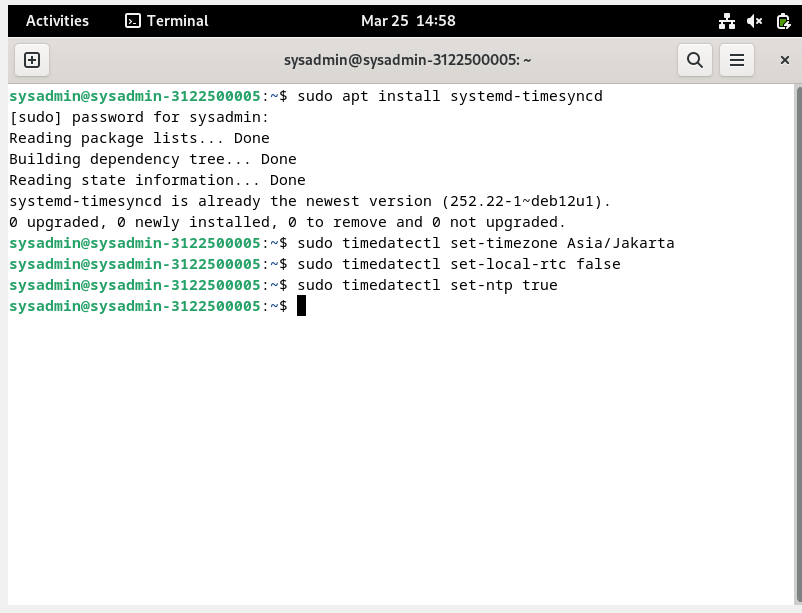 Activities Terminal Mar 25 14:58
sysadmin@sysadmin-3122500005: ~
sysadmin@sysadmin-3122500005:~$ sudo apt install systemd-timesyncd
[sudo] password for sysadmin:
Reading package lists... Done
Building dependency tree... Done
Reading state information... Done
systemd-timesyncd is already the newest version (252.22-1~deb12u1).
0 upgraded, 0 newly installed, 0 to remove and 0 not upgraded.
sysadmin@sysadmin-3122500005:~$ sudo timedatectl set-timezone Asia/Jakarta
sysadmin@sysadmin-3122500005:~$ sudo timedatectl set-local-rtc false
sysadmin@sysadmin-3122500005:~$ sudo timedatectl set-ntp true
sysadmin@sysadmin-3122500005:~$